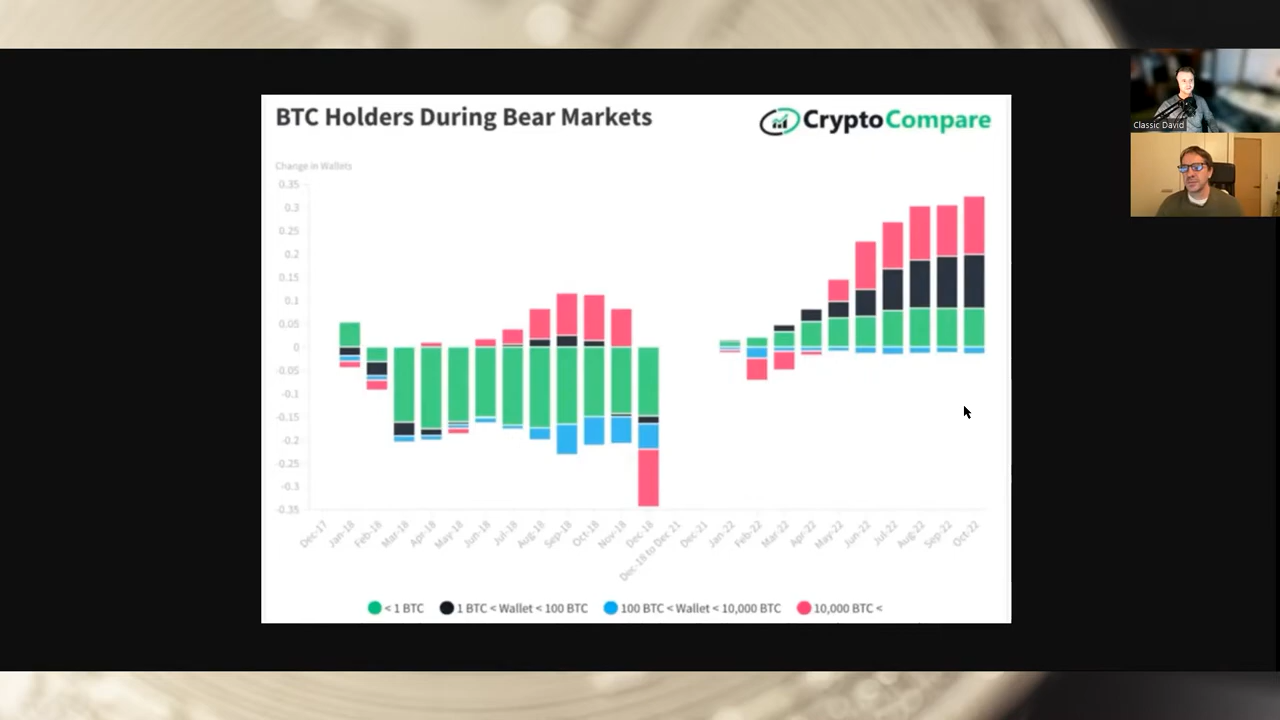 BTC Holders During Bear Markets
CryptoCompare
Classic David
Change in Wallets
0.35
0.3
0.25
0.2
0.15
0.1
0.05
0
-0.05
-0.1
-0.15
-0.2
-0.25
-0.3
-0.35
Dec-17
Jan-18
Feb-18
Mar-18
Apr-18
May-18
Jun-18
Jul-18
Aug-18
Sep-18
Oct-18
Nov-18
Dec-18
Dec-18 to Dec 21
Dec-21
Jan-22
Feb-22
Mar-22
Apr-22
May-22
Jun-22
Jul-22
Aug-22
Sep-22
Oct-22
< 1 BTC
1 BTC < Wallet < 100 BTC
100 BTC < Wallet < 10,000 BTC
10,000 BTC <